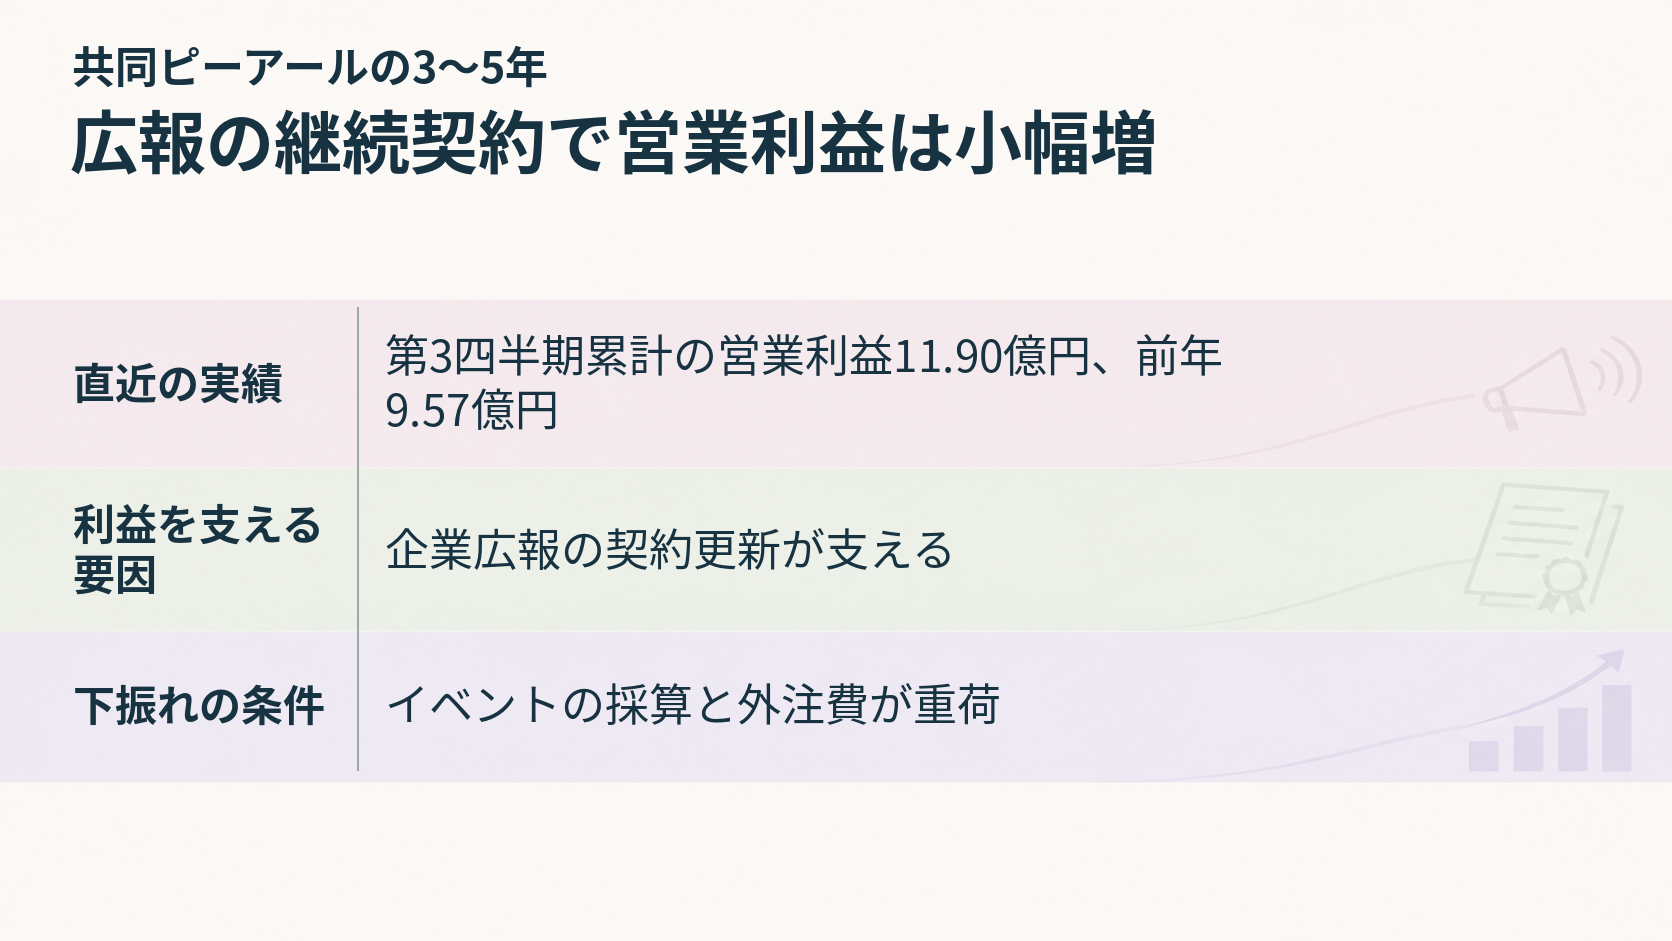 共同ピーアールの3〜5年
広報の継続契約で営業利益は小幅増
直近の実績
第3四半期累計の営業利益11.90億円、前年
9.57億円
利益を支える
要因
企業広報の契約更新が支える
下振れの条件
イベントの採算と外注費が重荷